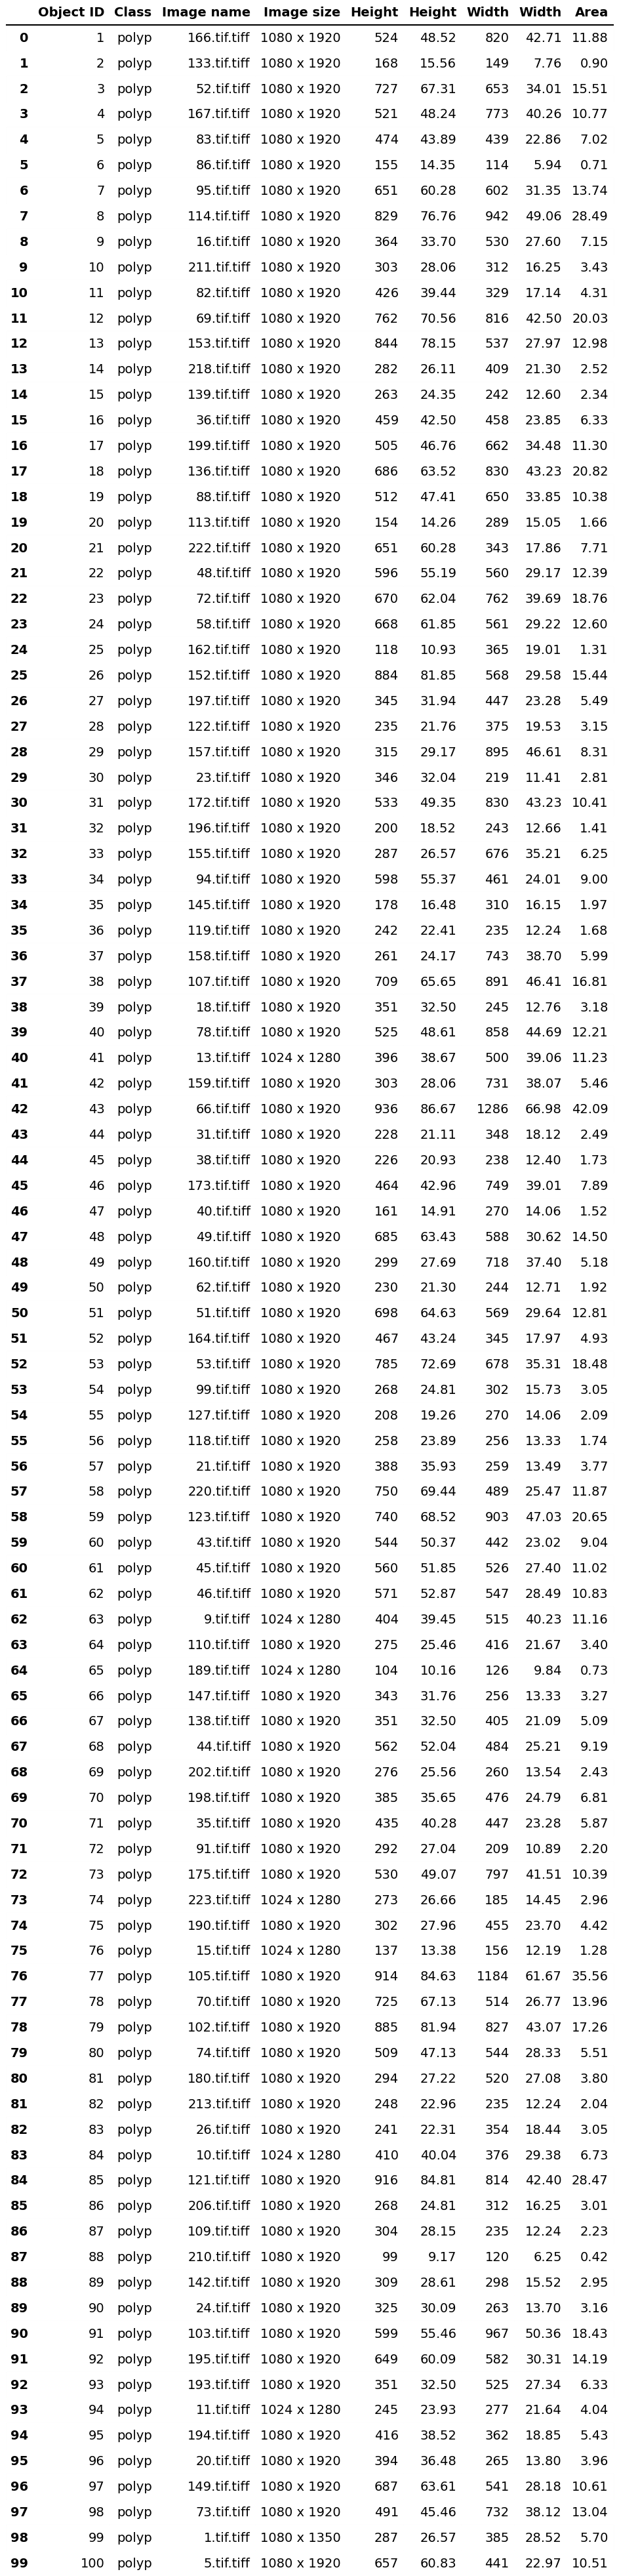 Object ID Class Image name Image size Height Height Width Width Area
0 1 polyp 166.tif.tiff 1080 x 1920 524 48.52 820 42.71 11.88
1 2 polyp 133.tif.tiff 1080 x 1920 168 15.56 149 7.76 0.90
2 3 polyp 52.tif.tiff 1080 x 1920 727 67.31 653 34.01 15.51
3 4 polyp 167.tif.tiff 1080 x 1920 521 48.24 773 40.26 10.77
4 5 polyp 83.tif.tiff 1080 x 1920 474 43.89 439 22.86 7.02
5 6 polyp 86.tif.tiff 1080 x 1920 155 14.35 114 5.94 0.71
6 7 polyp 95.tif.tiff 1080 x 1920 651 60.28 602 31.35 13.74
7 8 polyp 114.tif.tiff 1080 x 1920 829 76.76 942 49.06 28.49
8 9 polyp 16.tif.tiff 1080 x 1920 364 33.70 530 27.60 7.15
9 10 polyp 211.tif.tiff 1080 x 1920 303 28.06 312 16.25 3.43
10 11 polyp 82.tif.tiff 1080 x 1920 426 39.44 329 17.14 4.31
11 12 polyp 69.tif.tiff 1080 x 1920 762 70.56 816 42.50 20.03
12 13 polyp 153.tif.tiff 1080 x 1920 844 78.15 537 27.97 12.98
13 14 polyp 218.tif.tiff 1080 x 1920 282 26.11 409 21.30 2.52
14 15 polyp 139.tif.tiff 1080 x 1920 263 24.35 242 12.60 2.34
15 16 polyp 36.tif.tiff 1080 x 1920 459 42.50 458 23.85 6.33
16 17 polyp 199.tif.tiff 1080 x 1920 505 46.76 662 34.48 11.30
17 18 polyp 136.tif.tiff 1080 x 1920 686 63.52 830 43.23 20.82
18 19 polyp 88.tif.tiff 1080 x 1920 512 47.41 650 33.85 10.38
19 20 polyp 113.tif.tiff 1080 x 1920 154 14.26 289 15.05 1.66
20 21 polyp 222.tif.tiff 1080 x 1920 651 60.28 343 17.86 7.71
21 22 polyp 48.tif.tiff 1080 x 1920 596 55.19 560 29.17 12.39
22 23 polyp 72.tif.tiff 1080 x 1920 670 62.04 762 39.69 18.76
23 24 polyp 58.tif.tiff 1080 x 1920 668 61.85 561 29.22 12.60
24 25 polyp 162.tif.tiff 1080 x 1920 118 10.93 365 19.01 1.31
25 26 polyp 152.tif.tiff 1080 x 1920 884 81.85 568 29.58 15.44
26 27 polyp 197.tif.tiff 1080 x 1920 345 31.94 447 23.28 5.49
27 28 polyp 122.tif.tiff 1080 x 1920 235 21.76 375 19.53 3.15
28 29 polyp 157.tif.tiff 1080 x 1920 315 29.17 895 46.61 8.31
29 30 polyp 23.tif.tiff 1080 x 1920 346 32.04 219 11.41 2.81
30 31 polyp 172.tif.tiff 1080 x 1920 533 49.35 830 43.23 10.41
31 32 polyp 196.tif.tiff 1080 x 1920 200 18.52 243 12.66 1.41
32 33 polyp 155.tif.tiff 1080 x 1920 287 26.57 676 35.21 6.25
33 34 polyp 94.tif.tiff 1080 x 1920 598 55.37 461 24.01 9.00
34 35 polyp 145.tif.tiff 1080 x 1920 178 16.48 310 16.15 1.97
35 36 polyp 119.tif.tiff 1080 x 1920 242 22.41 235 12.24 1.68
36 37 polyp 158.tif.tiff 1080 x 1920 261 24.17 743 38.70 5.99
37 38 polyp 107.tif.tiff 1080 x 1920 709 65.65 891 46.41 16.81
38 39 polyp 18.tif.tiff 1080 x 1920 351 32.50 245 12.76 3.18
39 40 polyp 78.tif.tiff 1080 x 1920 525 48.61 858 44.69 12.21
40 41 polyp 13.tif.tiff 1024 x 1280 396 38.67 500 39.06 11.23
41 42 polyp 159.tif.tiff 1080 x 1920 303 28.06 731 38.07 5.46
42 43 polyp 66.tif.tiff 1080 x 1920 936 86.67 1286 66.98 42.09
43 44 polyp 31.tif.tiff 1080 x 1920 228 21.11 348 18.12 2.49
44 45 polyp 38.tif.tiff 1080 x 1920 226 20.93 238 12.40 1.73
45 46 polyp 173.tif.tiff 1080 x 1920 464 42.96 749 39.01 7.89
46 47 polyp 40.tif.tiff 1080 x 1920 161 14.91 270 14.06 1.52
47 48 polyp 49.tif.tiff 1080 x 1920 685 63.43 588 30.62 14.50
48 49 polyp 160.tif.tiff 1080 x 1920 299 27.69 718 37.40 5.18
49 50 polyp 62.tif.tiff 1080 x 1920 230 21.30 244 12.71 1.92
50 51 polyp 51.tif.tiff 1080 x 1920 698 64.63 569 29.64 12.81
51 52 polyp 164.tif.tiff 1080 x 1920 467 43.24 345 17.97 4.93
52 53 polyp 53.tif.tiff 1080 x 1920 785 72.69 678 35.31 18.48
53 54 polyp 99.tif.tiff 1080 x 1920 268 24.81 302 15.73 3.05
54 55 polyp 127.tif.tiff 1080 x 1920 208 19.26 270 14.06 2.09
55 56 polyp 118.tif.tiff 1080 x 1920 258 23.89 256 13.33 1.74
56 57 polyp 21.tif.tiff 1080 x 1920 388 35.93 259 13.49 3.77
57 58 polyp 220.tif.tiff 1080 x 1920 750 69.44 489 25.47 11.87
58 59 polyp 123.tif.tiff 1080 x 1920 740 68.52 903 47.03 20.65
59 60 polyp 43.tif.tiff 1080 x 1920 544 50.37 442 23.02 9.04
60 61 polyp 45.tif.tiff 1080 x 1920 560 51.85 526 27.40 11.02
61 62 polyp 46.tif.tiff 1080 x 1920 571 52.87 547 28.49 10.83
62 63 polyp 9.tif.tiff 1024 x 1280 404 39.45 515 40.23 11.16
63 64 polyp 110.tif.tiff 1080 x 1920 275 25.46 416 21.67 3.40
64 65 polyp 189.tif.tiff 1024 x 1280 104 10.16 126 9.84 0.73
65 66 polyp 147.tif.tiff 1080 x 1920 343 31.76 256 13.33 3.27
66 67 polyp 138.tif.tiff 1080 x 1920 351 32.50 405 21.09 5.09
67 68 polyp 44.tif.tiff 1080 x 1920 562 52.04 484 25.21 9.19
68 69 polyp 202.tif.tiff 1080 x 1920 276 25.56 260 13.54 2.43
69 70 polyp 198.tif.tiff 1080 x 1920 385 35.65 476 24.79 6.81
70 71 polyp 35.tif.tiff 1080 x 1920 435 40.28 447 23.28 5.87
71 72 polyp 91.tif.tiff 1080 x 1920 292 27.04 209 10.89 2.20
72 73 polyp 175.tif.tiff 1080 x 1920 530 49.07 797 41.51 10.39
73 74 polyp 223.tif.tiff 1024 x 1280 273 26.66 185 14.45 2.96
74 75 polyp 190.tif.tiff 1080 x 1920 302 27.96 455 23.70 4.42
75 76 polyp 15.tif.tiff 1024 x 1280 137 13.38 156 12.19 1.28
76 77 polyp 105.tif.tiff 1080 x 1920 914 84.63 1184 61.67 35.56
77 78 polyp 70.tif.tiff 1080 x 1920 725 67.13 514 26.77 13.96
78 79 polyp 102.tif.tiff 1080 x 1920 885 81.94 827 43.07 17.26
79 80 polyp 74.tif.tiff 1080 x 1920 509 47.13 544 28.33 5.51
80 81 polyp 180.tif.tiff 1080 x 1920 294 27.22 520 27.08 3.80
81 82 polyp 213.tif.tiff 1080 x 1920 248 22.96 235 12.24 2.04
82 83 polyp 26.tif.tiff 1080 x 1920 241 22.31 354 18.44 3.05
83 84 polyp 10.tif.tiff 1024 x 1280 410 40.04 376 29.38 6.73
84 85 polyp 121.tif.tiff 1080 x 1920 916 84.81 814 42.40 28.47
85 86 polyp 206.tif.tiff 1080 x 1920 268 24.81 312 16.25 3.01
86 87 polyp 109.tif.tiff 1080 x 1920 304 28.15 235 12.24 2.23
87 88 polyp 210.tif.tiff 1080 x 1920 99 9.17 120 6.25 0.42
88 89 polyp 142.tif.tiff 1080 x 1920 309 28.61 298 15.52 2.95
89 90 polyp 24.tif.tiff 1080 x 1920 325 30.09 263 13.70 3.16
90 91 polyp 103.tif.tiff 1080 x 1920 599 55.46 967 50.36 18.43
91 92 polyp 195.tif.tiff 1080 x 1920 649 60.09 582 30.31 14.19
92 93 polyp 193.tif.tiff 1080 x 1920 351 32.50 525 27.34 6.33
93 94 polyp 11.tif.tiff 1024 x 1280 245 23.93 277 21.64 4.04
94 95 polyp 194.tif.tiff 1080 x 1920 416 38.52 362 18.85 5.43
95 96 polyp 20.tif.tiff 1080 x 1920 394 36.48 265 13.80 3.96
96 97 polyp 149.tif.tiff 1080 x 1920 687 63.61 541 28.18 10.61
97 98 polyp 73.tif.tiff 1080 x 1920 491 45.46 732 38.12 13.04
98 99 polyp 1.tif.tiff 1080 x 1350 287 26.57 385 28.52 5.70
99 100 polyp 5.tif.tiff 1080 x 1920 657 60.83 441 22.97 10.51